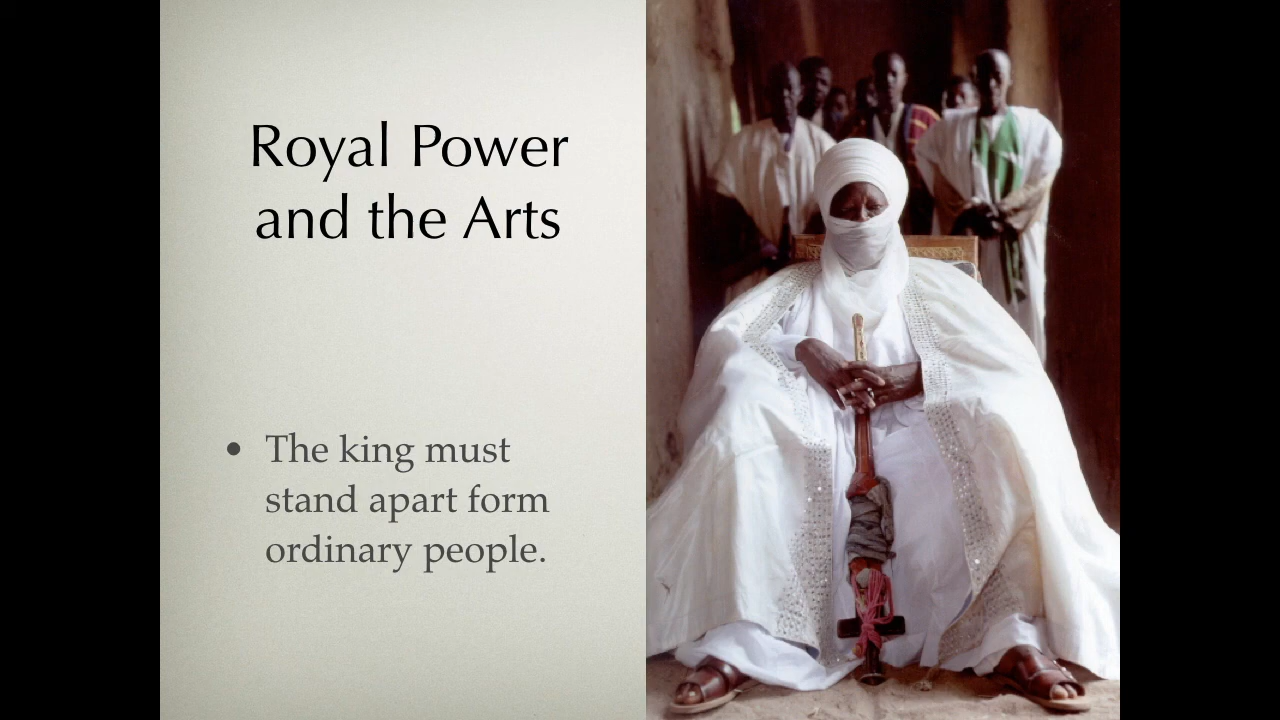 Royal Power
and the Arts
• The king must
stand apart form
ordinary people.